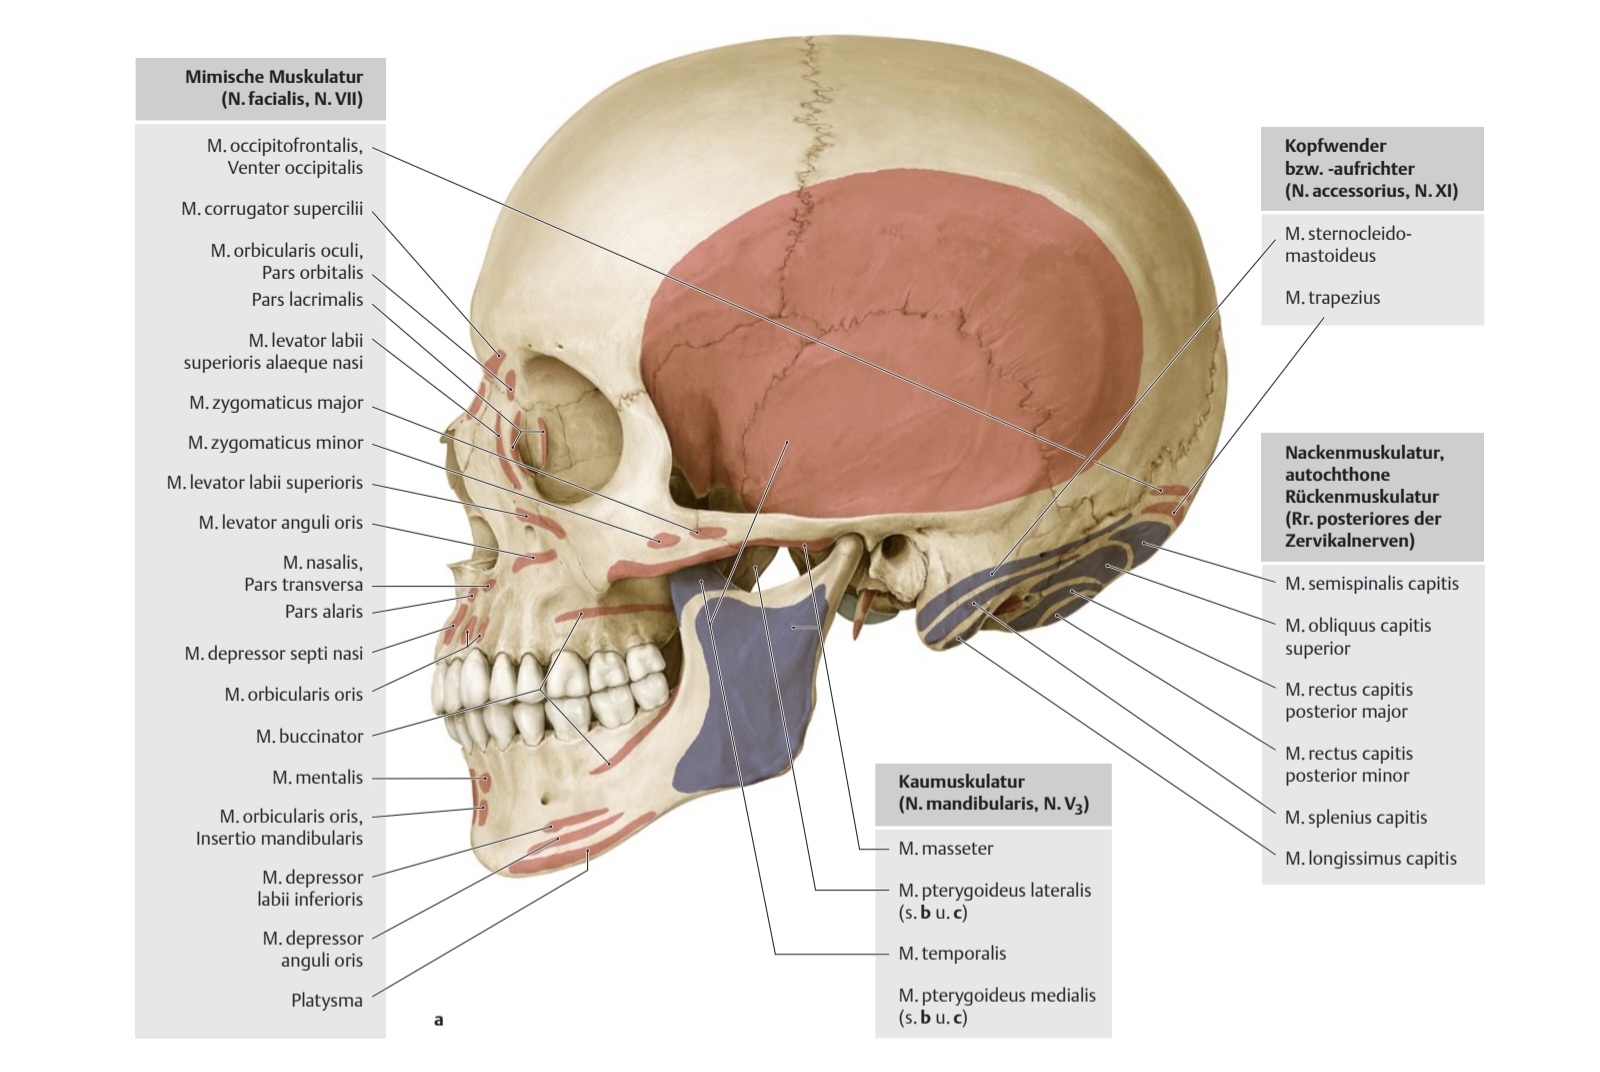 Mimische Muskulatur
(N. facialis, N. VII)
M. occipitofrontalis,
Venter occipitalis
M. corrugator supercilii
M. orbicularis oculi,
Pars orbitalis
Pars lacrimalis
M. levator labii
superioris alaeque nasi
M. zygomaticus major
M. zygomaticus minor
M. levator labii superioris
M. levator anguli oris
M. nasalis,
Pars transversa
Pars alaris
M. depressor septi nasi
M. orbicularis oris
M. buccinator
M. mentalis
M. orbicularis oris,
Insertio mandibularis
M. depressor
labii inferioris
M. depressor
anguli oris
Platysma
a
Kaumuskulatur
(N. mandibularis, N. V₃)
M. masseter
M. pterygoideus lateralis
(s. b u. c)
M. temporalis
M. pterygoideus medialis
(s. b u. c)
Kopfwender
bzw. -aufrichter
(N. accessorius, N. XI)
M. sternocleido-
mastoideus
M. trapezius
Nackenmuskulatur,
autochthone
Rückenmuskulatur
(Rr. posteriores der
Zervikalnerven)
M. semispinalis capitis
M. obliquus capitis
superior
M. rectus capitis
posterior major
M. rectus capitis
posterior minor
M. splenius capitis
M. longissimus capitis